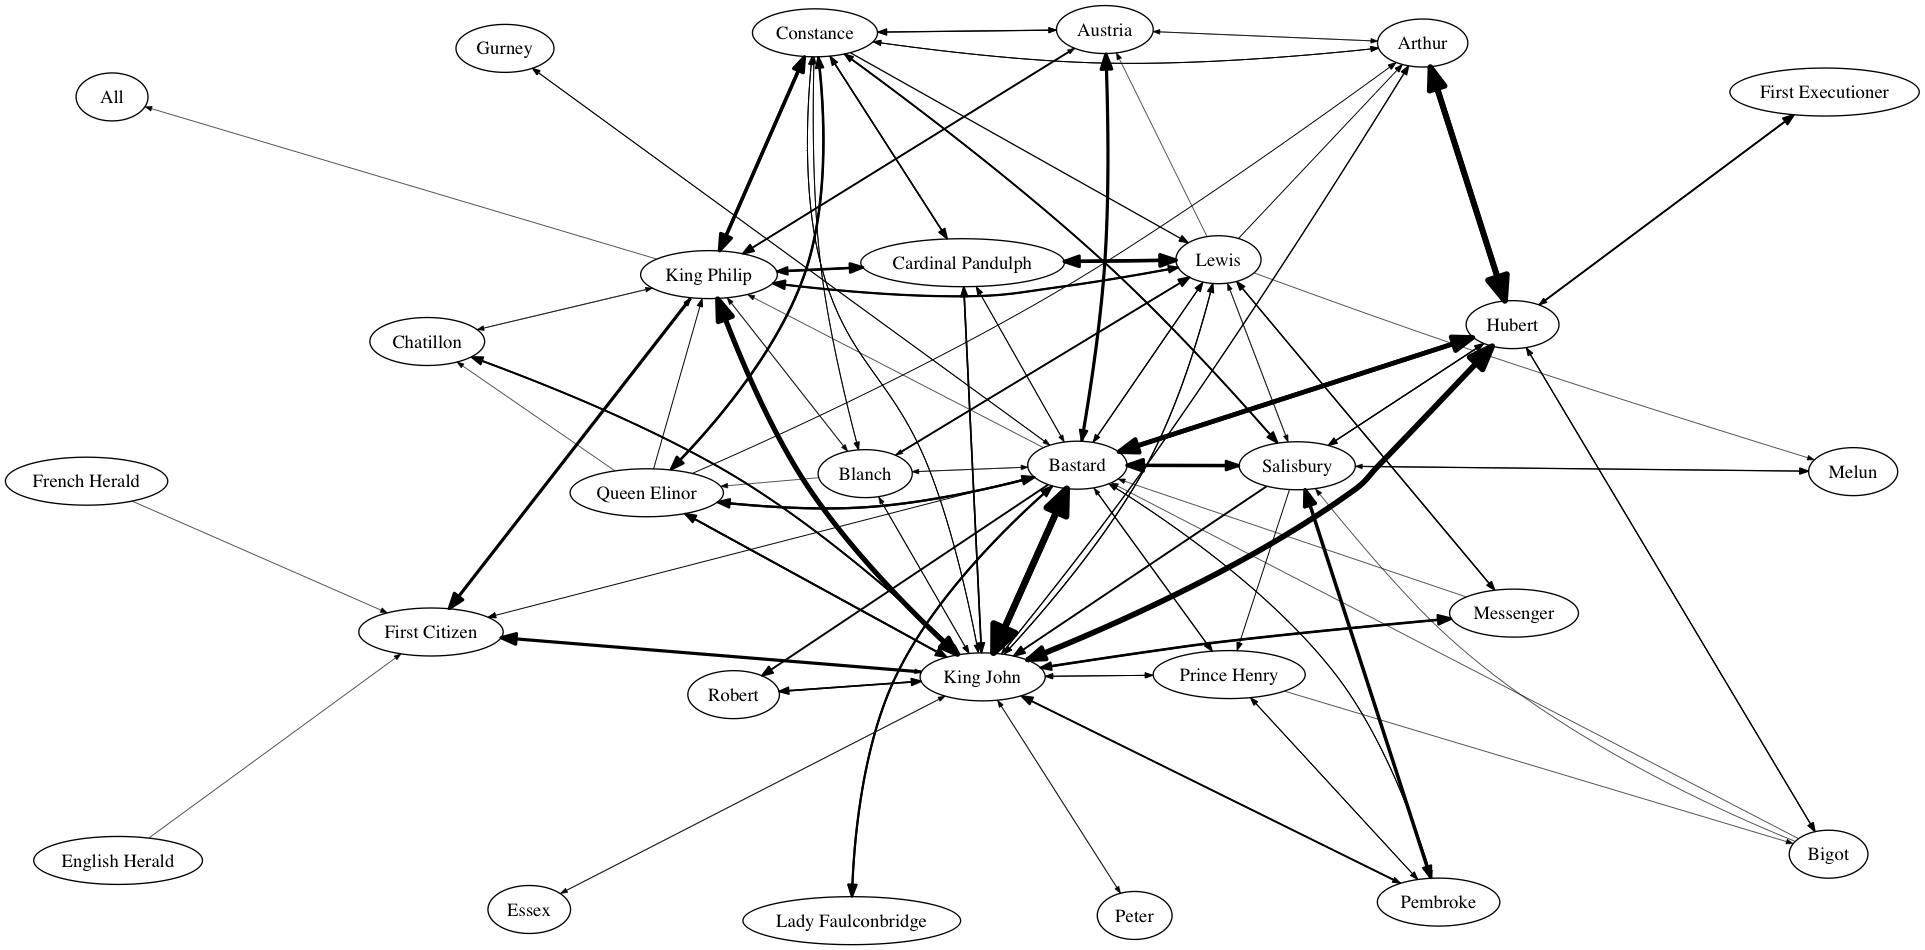 Constance
Austria
Arthur
Gurney
First Executioner
All
Lewis
Cardinal Pandulph
King Philip
Hubert
Chatillon
Bastard
Salisbury
Melun
Blanch
French Herald
Queen Elinor
Messenger
First Citizen
Prince Henry
King John
Robert
Bigot
English Herald
Pembroke
Essex
Peter
Lady Faulconbridge